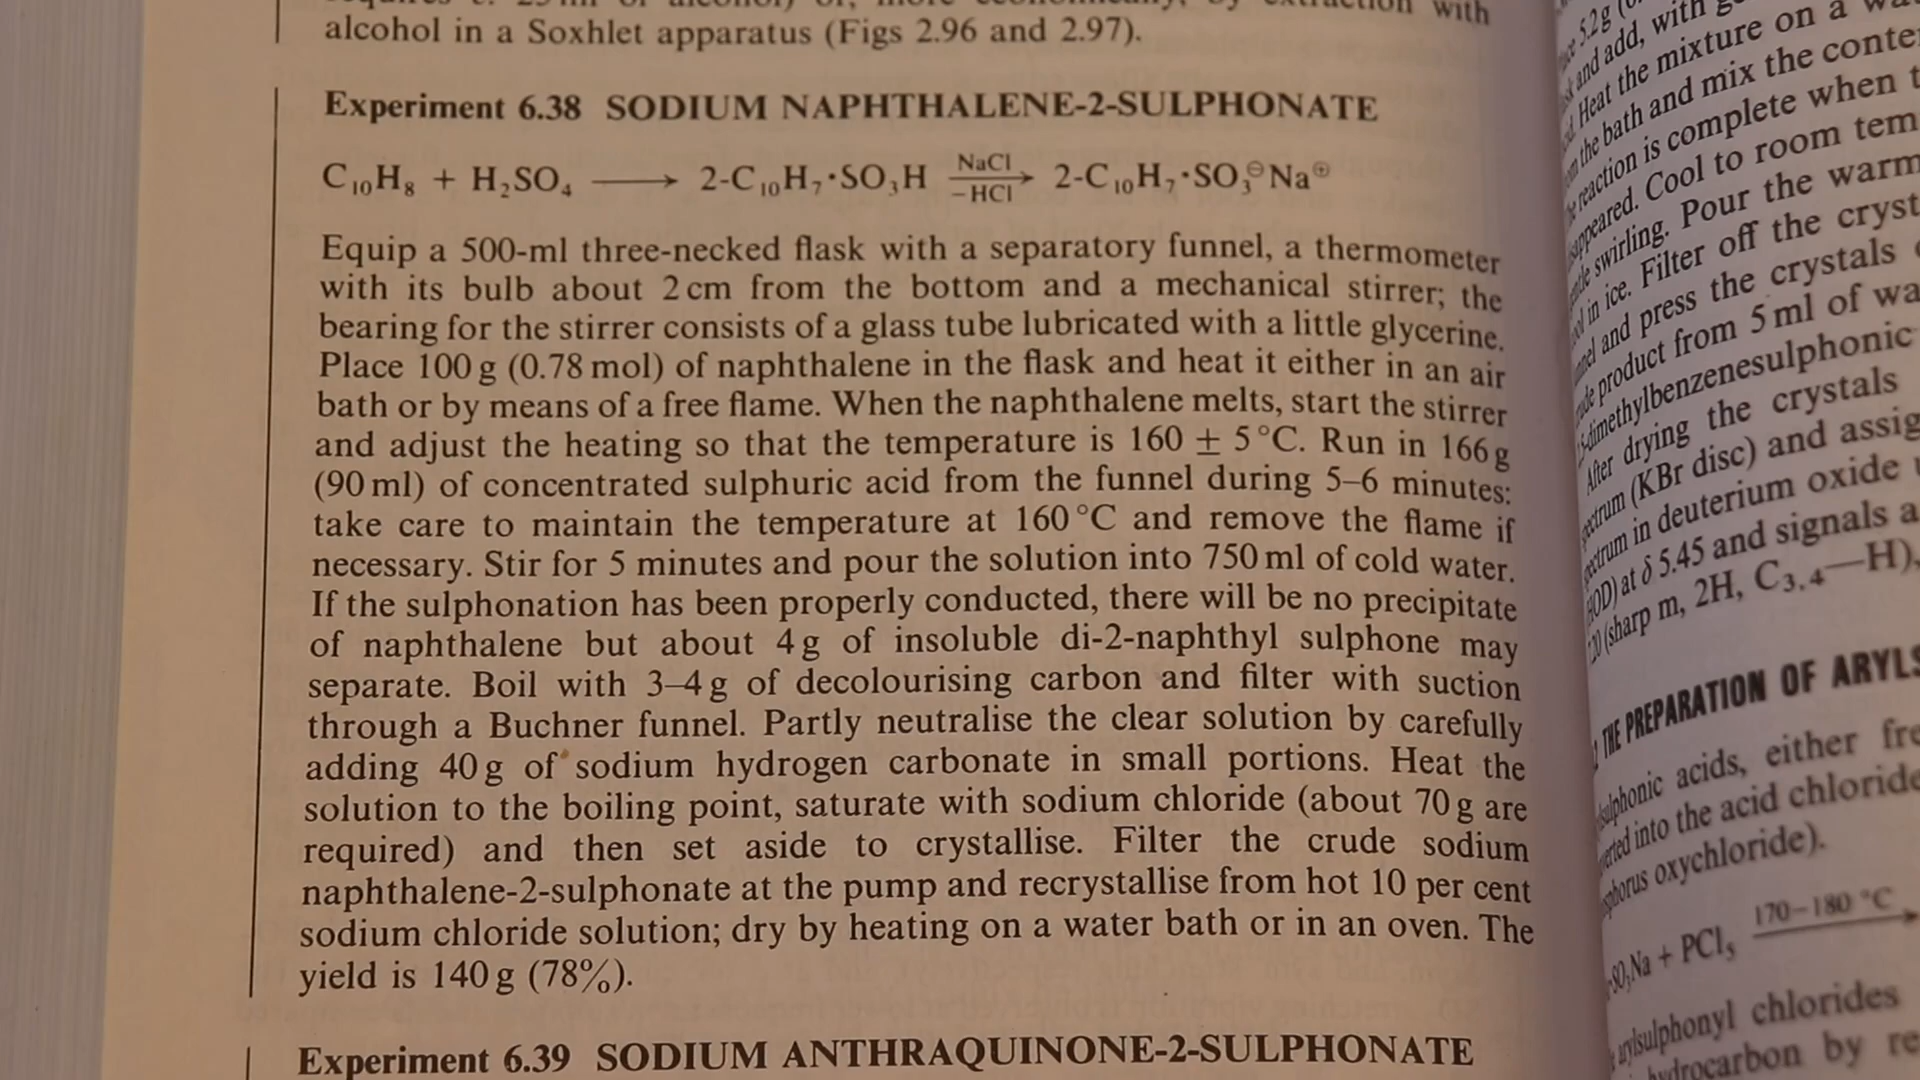 alcohol in a Soxhlet apparatus (Figs 2.96 and 2.97).
Experiment 6.38 SODIUM NAPHTHALENE-2-SULPHONATE
C₁₀H₈ + H₂SO₄ ⟶ 2-C₁₀H₇·SO₃H NaCl −HCl ⟶ 2-C₁₀H₇·SO₃⊖Na⊕
Equip a 500-ml three-necked flask with a separatory funnel, a thermometer
with its bulb about 2 cm from the bottom and a mechanical stirrer; the
bearing for the stirrer consists of a glass tube lubricated with a little glycerine.
Place 100 g (0.78 mol) of naphthalene in the flask and heat it either in an air
bath or by means of a free flame. When the naphthalene melts, start the stirrer
and adjust the heating so that the temperature is 160 ± 5 °C. Run in 166 g
(90 ml) of concentrated sulphuric acid from the funnel during 5–6 minutes:
take care to maintain the temperature at 160 °C and remove the flame if
necessary. Stir for 5 minutes and pour the solution into 750 ml of cold water.
If the sulphonation has been properly conducted, there will be no precipitate
of naphthalene but about 4 g of insoluble di-2-naphthyl sulphone may
separate. Boil with 3–4 g of decolourising carbon and filter with suction
through a Buchner funnel. Partly neutralise the clear solution by carefully
adding 40 g of sodium hydrogen carbonate in small portions. Heat the
solution to the boiling point, saturate with sodium chloride (about 70 g are
required) and then set aside to crystallise. Filter the crude sodium
naphthalene-2-sulphonate at the pump and recrystallise from hot 10 per cent
sodium chloride solution; dry by heating on a water bath or in an oven. The
yield is 140 g (78%).
Experiment 6.39 SODIUM ANTHRAQUINONE-2-SULPHONATE
5.2 g
and add, with
Heat the mixture on a
the bath and mix the
reaction is complete when
Cool to room
swirling. Pour the warm
in ice. Filter off the
and press the crystals
product from 5 ml of
dimethylbenzenesulphonic
After drying the crystals
(KBr disc) and
in deuterium oxide
at δ 5.45 and signals
(sharp m, 2H, C₃,₄—H),
THE PREPARATION OF
acids, either
into the acid
oxychloride).
Na + PCl₅ 170–180 °C ⟶
chlorides
by